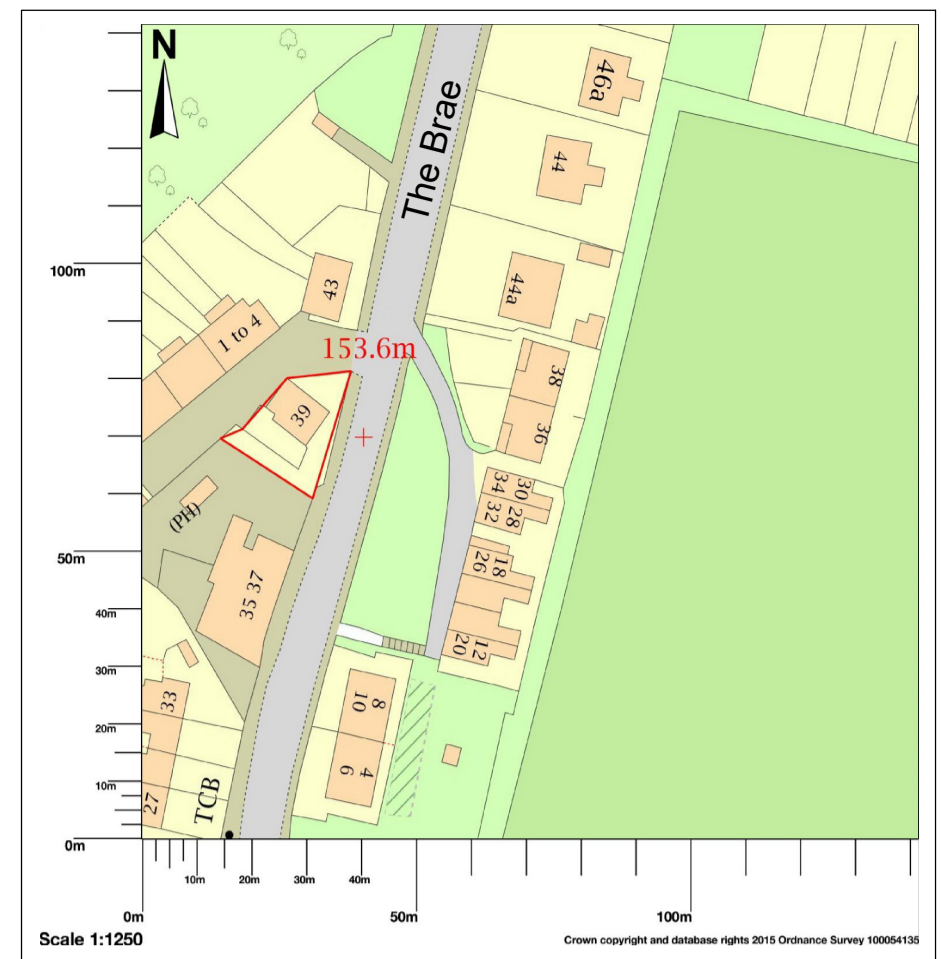 N
The Brae
46a
44
44a
43
1 to 4
153.6m
39
38
36
(PH)
35 37
30
34
28
32
18
26
12
20
33
8
10
4
6
27
TCB
100m
50m
40m
30m
20m
10m
0m
10m
20m
30m
40m
0m
50m
100m
Scale 1:1250
Crown copyright and database rights 2015 Ordnance Survey 100054135